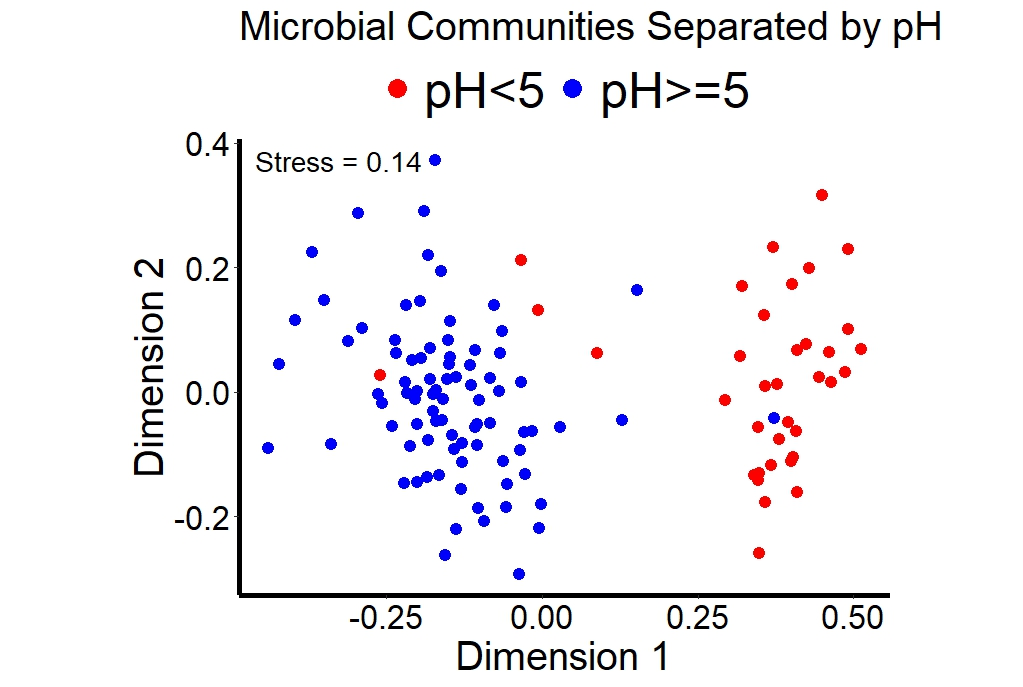 Microbial Communities Separated by pH
pH<5 pH>=5
Stress = 0.14
0.4
0.2
0.0
-0.2
Dimension 2
-0.25 0.00 0.25 0.50
Dimension 1